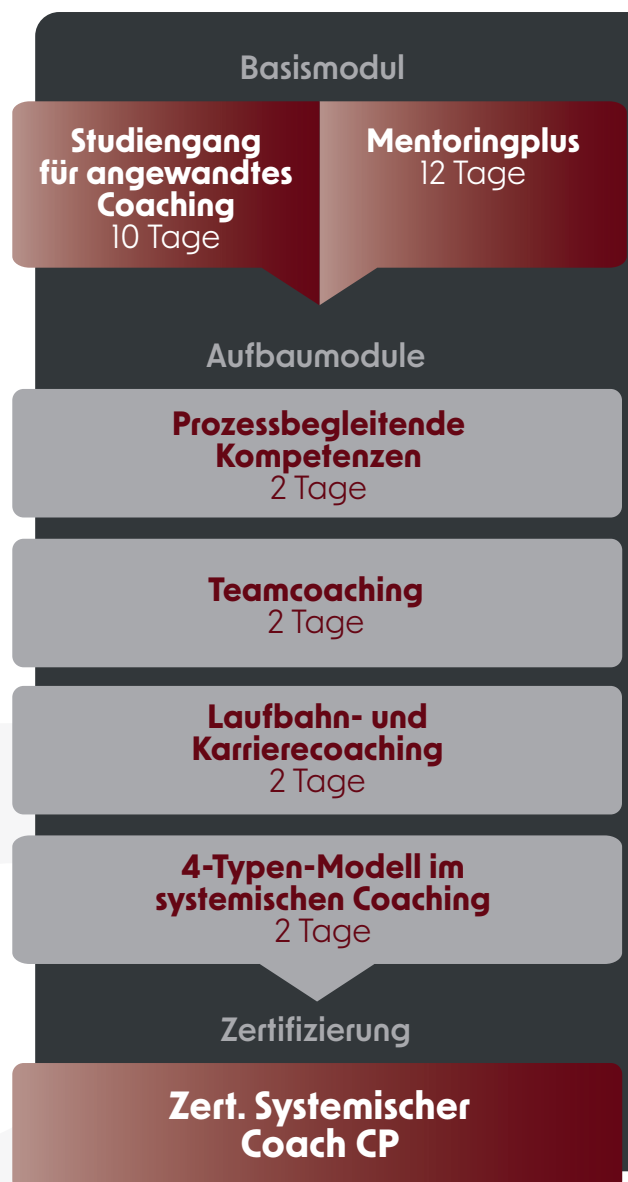 Basismodul
Studiengang
für angewandtes
Coaching
10 Tage
Mentoringplus
12 Tage
Aufbaumodule
Prozessbegleitende
Kompetenzen
2 Tage
Teamcoaching
2 Tage
Laufbahn- und
Karrierecoaching
2 Tage
4-Typen-Modell im
systemischen Coaching
2 Tage
Zertifizierung
Zert. Systemischer
Coach CP